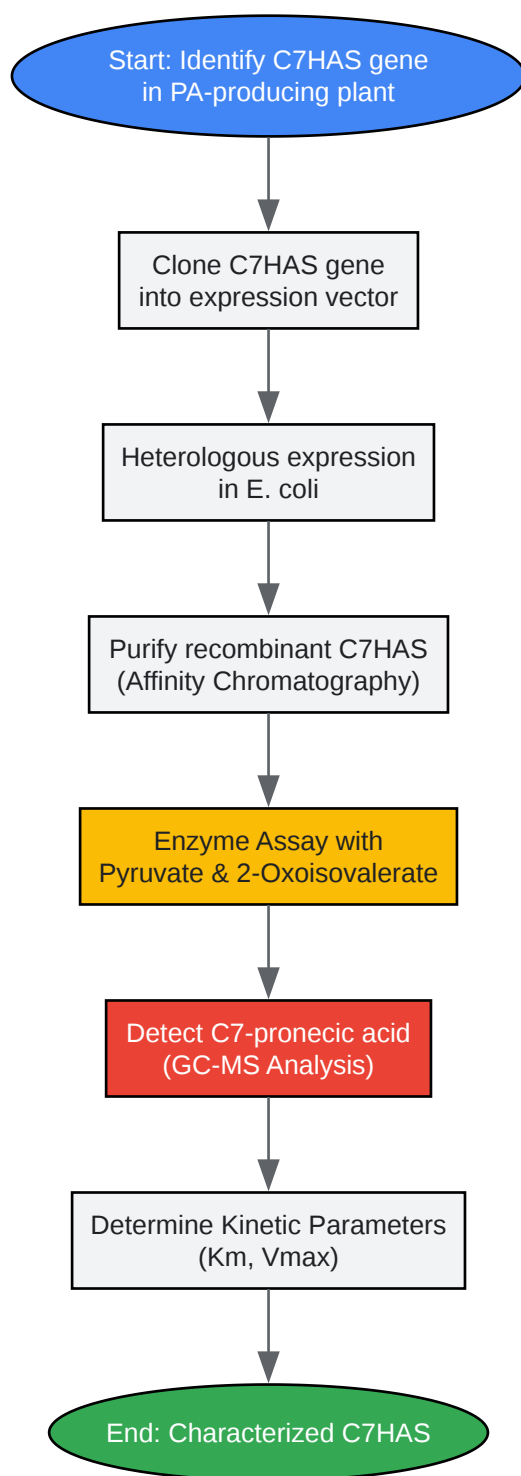 Start: Identify C7HAS gene
in PA-producing plant
Clone C7HAS gene
into expression vector
Heterologous expression
in E. coli
Purify recombinant C7HAS
(Affinity Chromatography)
Enzyme Assay with
Pyruvate & 2-Oxoisovalerate
Detect C7-pronecic acid
(GC-MS Analysis)
Determine Kinetic Parameters
(Km, Vmax)
End: Characterized C7HAS